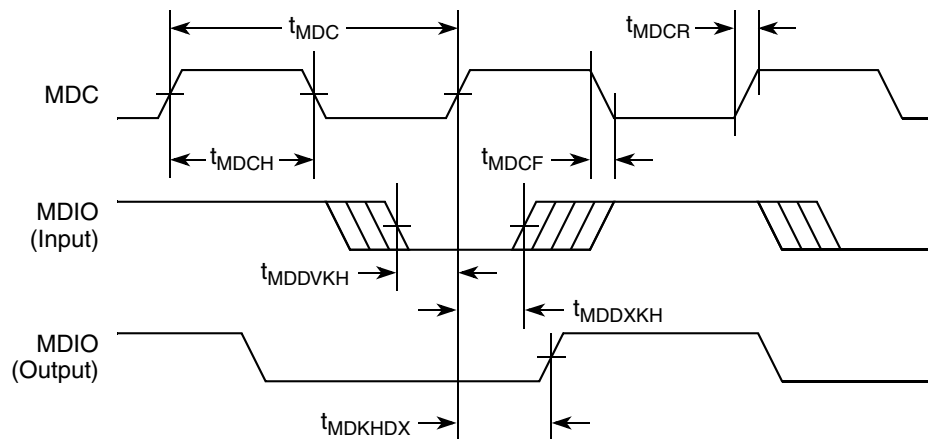 tMDC
tMDCR
MDC
tMDCH
tMDCF
MDIO
(Input)
tMDDVKH
tMDDXKH
MDIO
(Output)
tMDKHDX